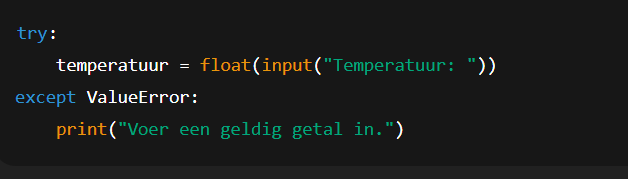 try:
    temperatuur = float(input("Temperatuur: "))
except ValueError:
    print("Voer een geldig getal in.")